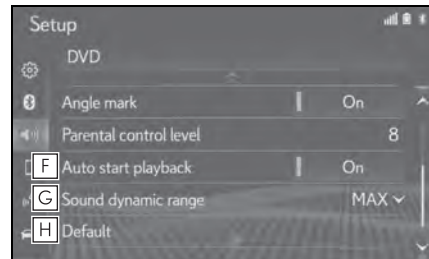 Setup
DVD
Angle mark On
Parental control level 8
F Auto start playback On
G Sound dynamic range MAX
H Default